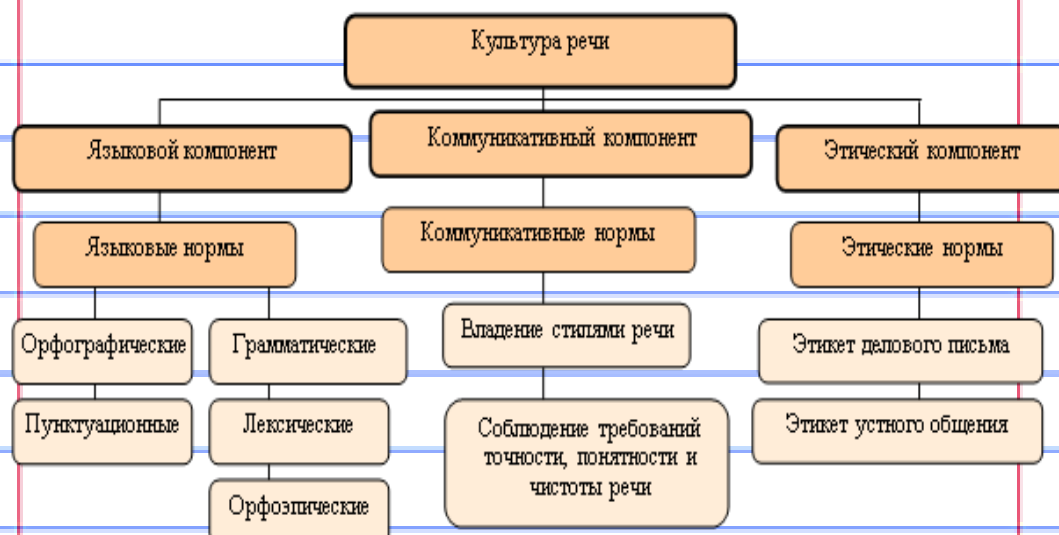 Культура речи
Языковой компонент
Коммуникативный компонент
Этический компонент
Языковые нормы
Коммуникативные нормы
Этические нормы
Орфографические
Грамматические
Владение стилями речи
Этикет делового письма
Пунктуационные
Лексические
Соблюдение требований
точности, понятности и
чистоты речи
Этикет устного общения
Орфоэпические